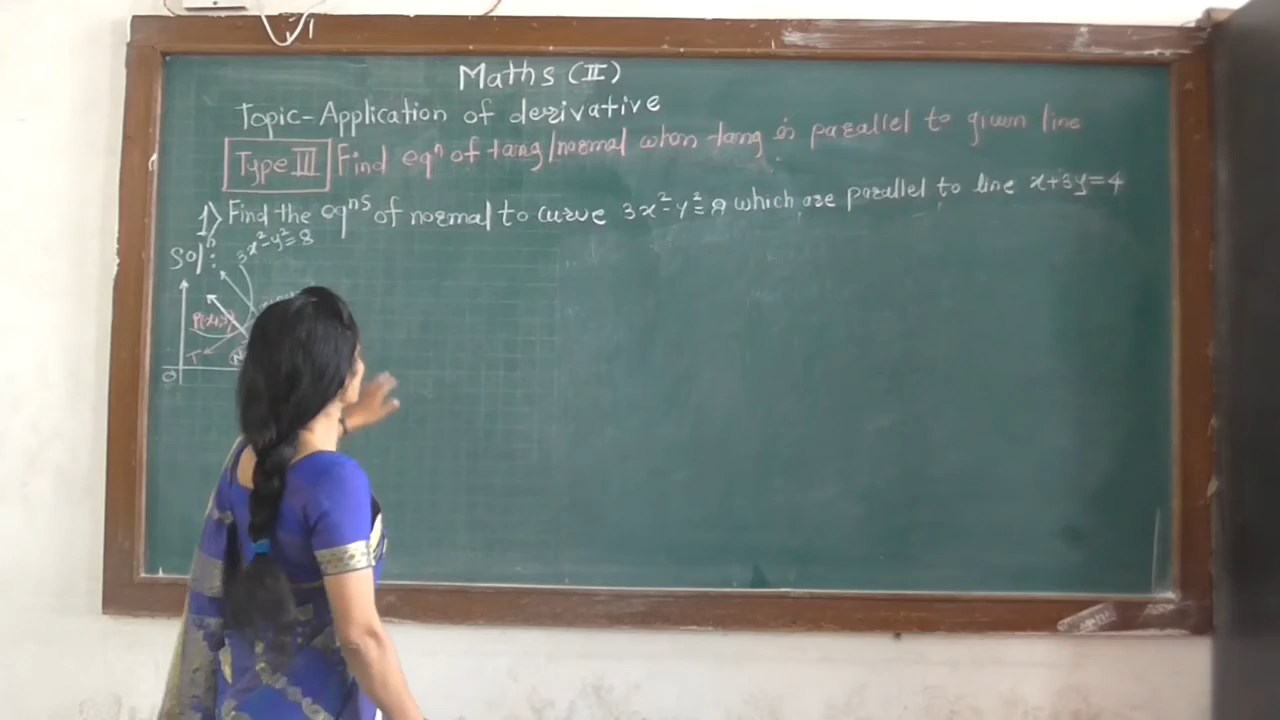 Maths (II)
Topic-Application of derivative
Type III Find eqⁿ of tang/normal when tang is parallel to given line
1) Find the eqⁿˢ of normal to curve 3x²-y²=8 which are parallel to line x+3y=4
Solⁿ: 3x²-y²=8
P(x₁,y₁)
T N
O